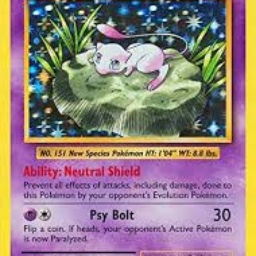 NO. 151 New Species Pokémon HT: 1'04" WT: 8.8 lbs.
Ability: Neutral Shield
Prevent all effects of attacks, including damage, done to
this Pokémon by your opponent's Evolution Pokémon.
Psy Bolt 30
Flip a coin. If heads, your opponent's Active Pokémon
is now Paralyzed.